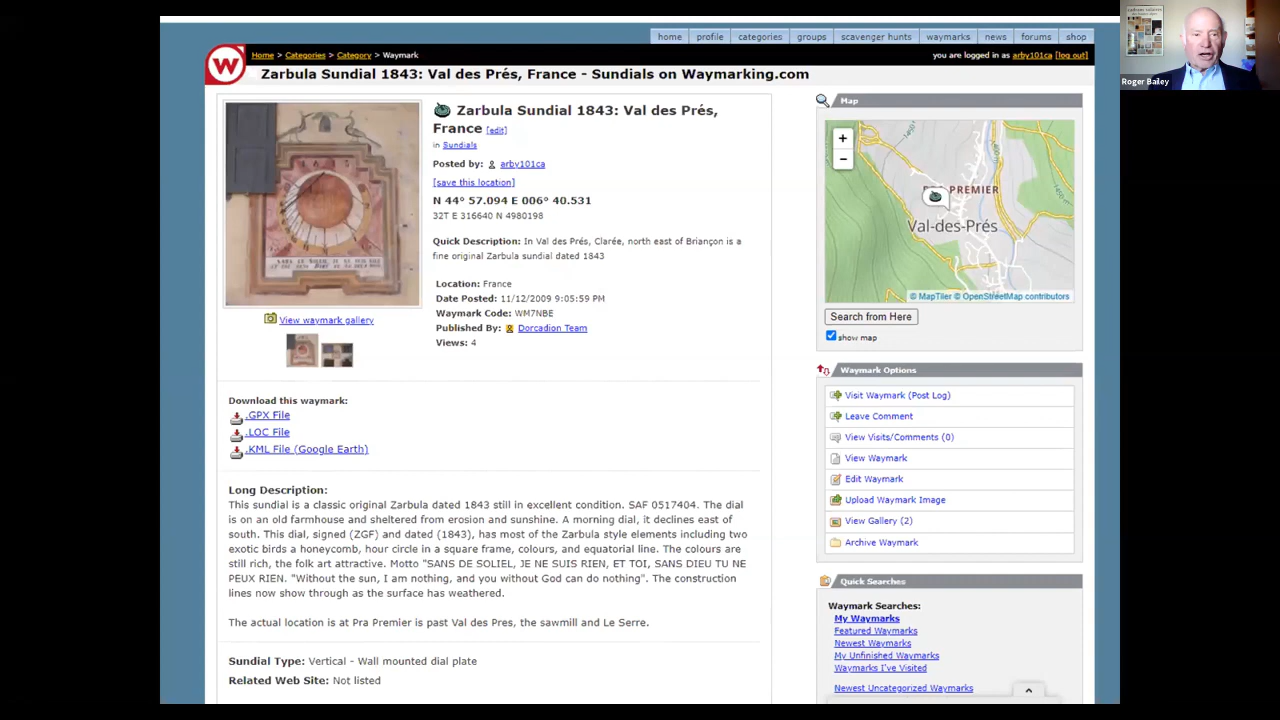 home profile categories groups scavenger hunts waymarks news forums shop
Roger Bailey
W Home > Categories > Category > Waymark
you are logged in as arby101ca [log out]
Zarbula Sundial 1843: Val des Prés, France - Sundials on Waymarking.com
Zarbula Sundial 1843: Val des Prés,
France [edit]
in Sundials
Posted by: arby101ca
[save this location]
N 44° 57.094 E 006° 40.531
32T E 316640 N 4980198
Quick Description: In Val des Prés, Clarée, north east of Briançon is a
fine original Zarbula sundial dated 1843
Location: France
Date Posted: 11/12/2009 9:05:59 PM
Waymark Code: WM7NBE
Published By: Dorcadion Team
Views: 4
View waymark gallery
Download this waymark:
.GPX File
.LOC File
.KML File (Google Earth)
Long Description:
This sundial is a classic original Zarbula dated 1843 still in excellent condition. SAF 0517404. The dial
is on an old farmhouse and sheltered from erosion and sunshine. A morning dial, it declines east of
south. This dial, signed (ZGF) and dated (1843), has most of the Zarbula style elements including two
exotic birds a honeycomb, hour circle in a square frame, colours, and equatorial line. The colours are
still rich, the folk art attractive. Motto "SANS DE SOLIEL, JE NE SUIS RIEN, ET TOI, SANS DIEU TU NE
PEUX RIEN. "Without the sun, I am nothing, and you without God can do nothing". The construction
lines now show through as the surface has weathered.
The actual location is at Pra Premier is past Val des Pres, the sawmill and Le Serre.
Sundial Type: Vertical - Wall mounted dial plate
Related Web Site: Not listed
Map
+
−
PREMIER
Val-des-Prés
© MapTiler © OpenStreetMap contributors
Search from Here
show map
Waymark Options
Visit Waymark (Post Log)
Leave Comment
View Visits/Comments (0)
View Waymark
Edit Waymark
Upload Waymark Image
View Gallery (2)
Archive Waymark
Quick Searches
Waymark Searches:
My Waymarks
Featured Waymarks
Newest Waymarks
My Unfinished Waymarks
Waymarks I've Visited
Newest Uncategorized Waymarks